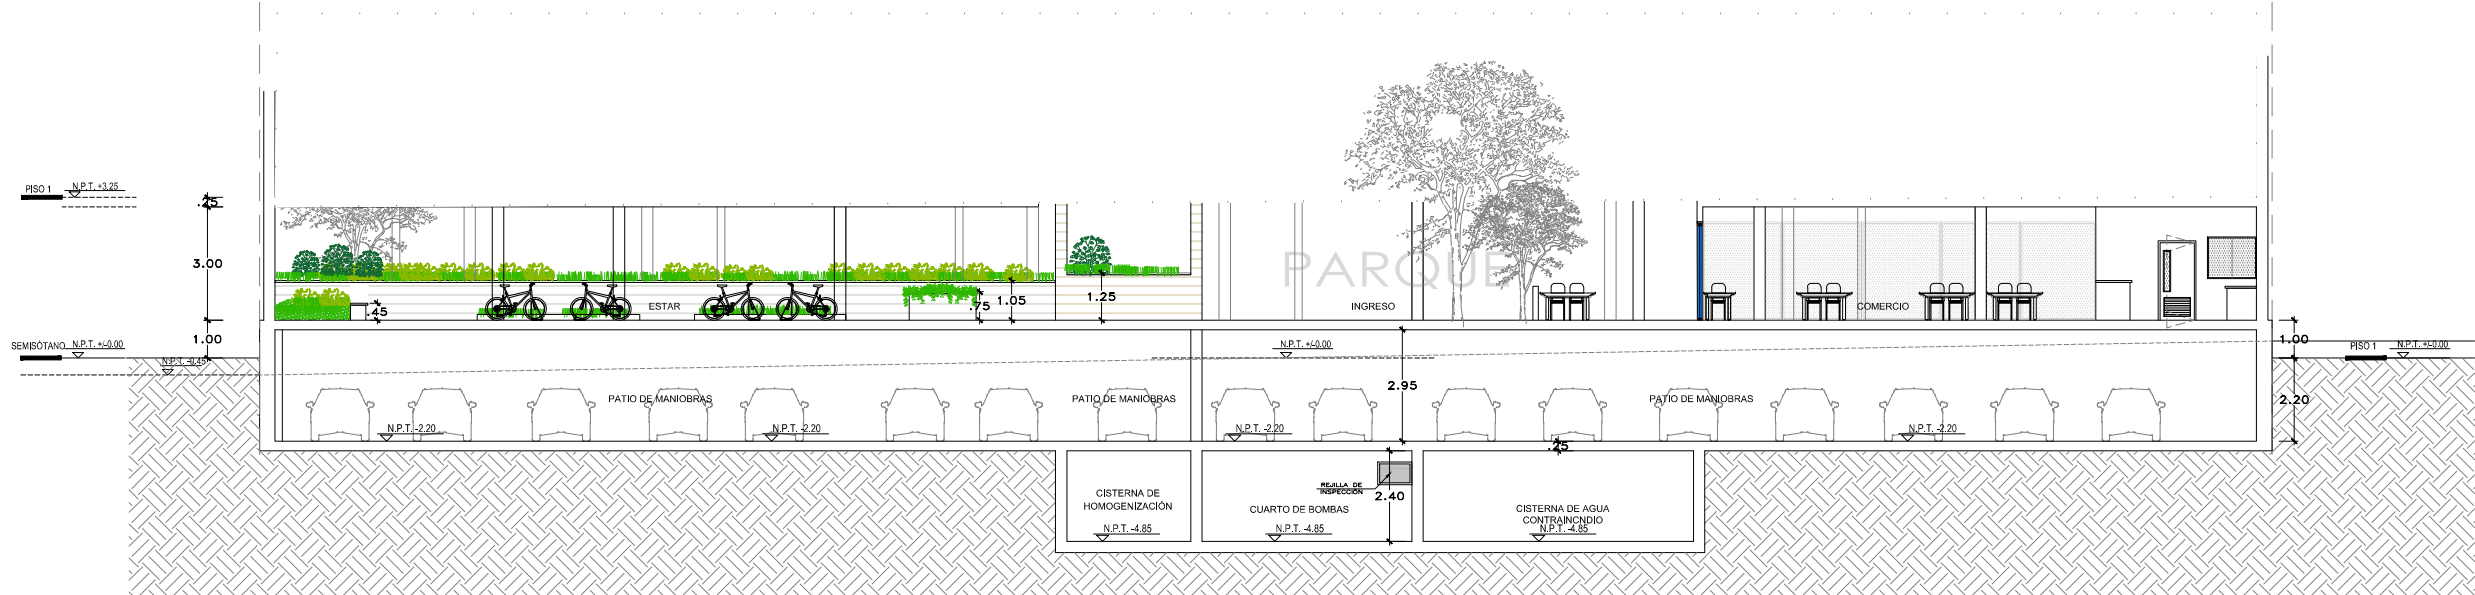 PISO 1
N.P.T. +3.25
.25
3.00
PARQUE
.45
ESTAR
.75
1.05
1.25
INGRESO
COMERCIO
1.00
SEMISÓTANO
N.P.T. +/-0.00
N.P.T. -0.45
N.P.T. +/-0.00
1.00
PISO 1
N.P.T. +/-0.00
2.95
PATIO DE MANIOBRAS
PATIO DE MANIOBRAS
PATIO DE MANIOBRAS
2.20
N.P.T. -2.20
N.P.T. -2.20
N.P.T. -2.20
N.P.T. -2.20
.25
REJILLA DE
INSPECCIÓN
2.40
CISTERNA DE
HOMOGENIZACIÓN
N.P.T. -4.85
CUARTO DE BOMBAS
N.P.T. -4.85
CISTERNA DE AGUA
CONTRAINCNDIO
N.P.T. -4.85